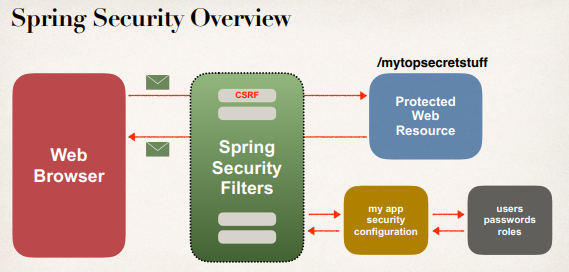 Spring Security Overview
/mytopsecretstuff
CSRF
Web
Browser
Spring
Security
Filters
Protected
Web
Resource
my app
security
configuration
users
passwords
roles